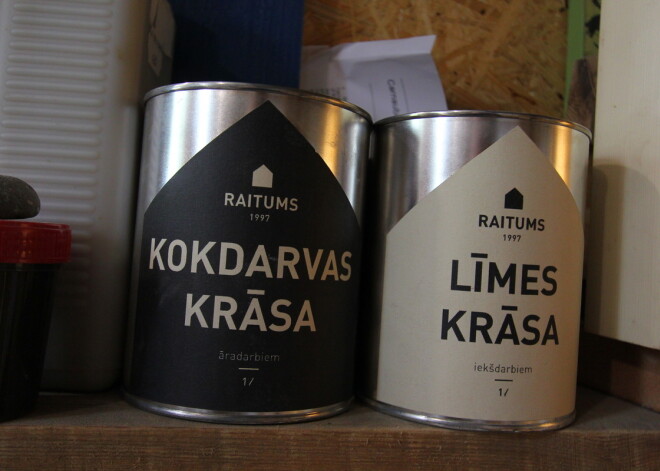 RAITUMS
1997
KOKDARVAS
KRĀSA
āradarbiem
1l
RAITUMS
1997
LĪMES
KRĀSA
iekšdarbiem
1l